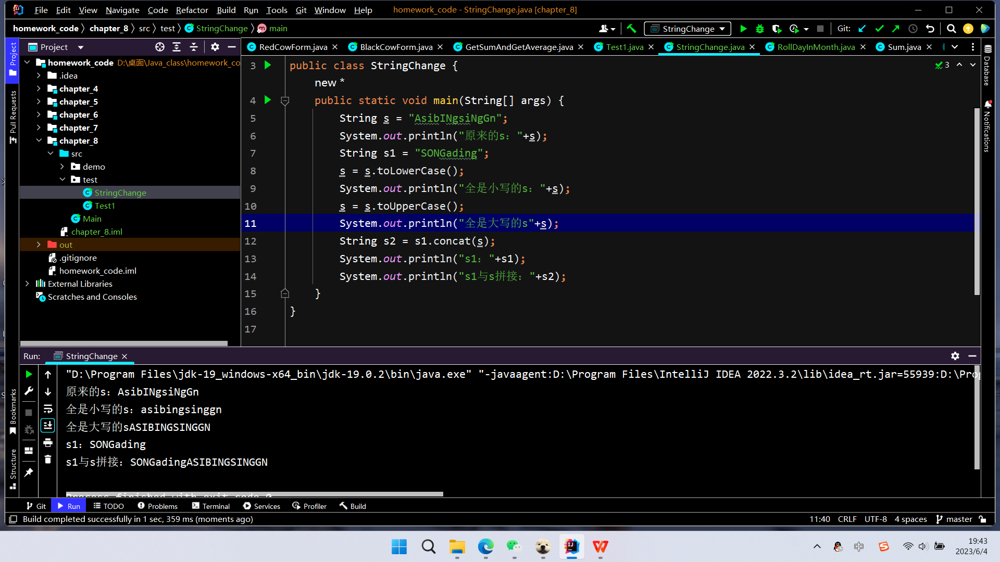 File Edit View Navigate Code Refactor Build Run Tools Git Window Help homework_code - StringChange.java [chapter_8]
homework_code chapter_8 src test StringChange main StringChange Git:
Project
RedCowForm.java BlackCowForm.java GetSumAndGetAverage.java Test1.java StringChange.java RollDayInMonth.java Sum.java
Project
Pull Requests
Bookmarks
Structure
homework_code D:\桌面\Java_class\homework_co
.idea
chapter_4
chapter_5
chapter_6
chapter_7
chapter_8
src
demo
test
StringChange
Test1
Main
chapter_8.iml
out
.gitignore
homework_code.iml
External Libraries
Scratches and Consoles
3 public class StringChange {
new *
4 public static void main(String[] args) {
5 String s = "AsibINgsiNgGn";
6 System.out.println("原来的s："+s);
7 String s1 = "SONGading";
8 s = s.toLowerCase();
9 System.out.println("全是小写的s："+s);
10 s = s.toUpperCase();
11 System.out.println("全是大写的s"+s);
12 String s2 = s1.concat(s);
13 System.out.println("s1："+s1);
14 System.out.println("s1与s拼接："+s2);
15 }
16 }
17
3
Database
Notifications
Run: StringChange
"D:\Program Files\jdk-19_windows-x64_bin\jdk-19.0.2\bin\java.exe" "-javaagent:D:\Program Files\IntelliJ IDEA 2022.3.2\lib\idea_rt.jar=55939:D:\Prog
原来的s：AsibINgsiNgGn
全是小写的s：asibingsinggn
全是大写的sASIBINGSINGGN
s1：SONGading
s1与s拼接：SONGadingASIBINGSINGGN
Process finished with exit code 0
Git Run TODO Problems Terminal Services Profiler Build
Build completed successfully in 1 sec, 359 ms (moments ago) 11:40 CRLF UTF-8 4 spaces master
中
19:43
2023/6/4